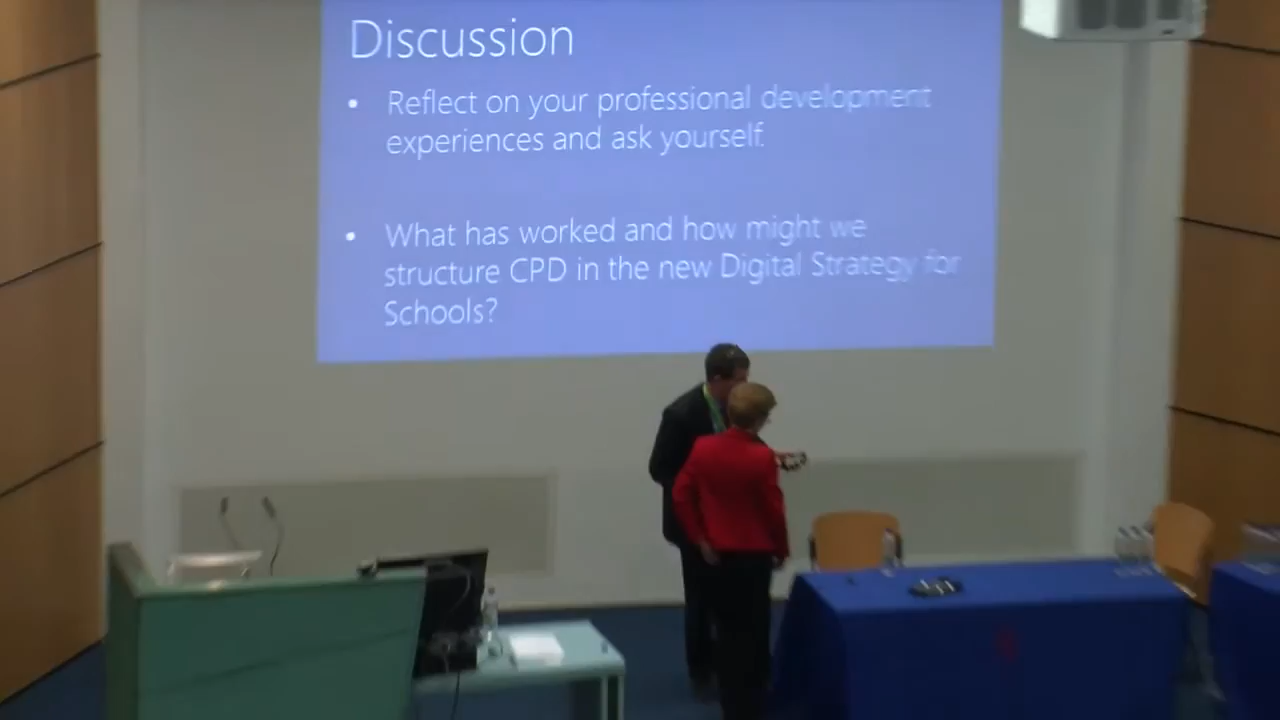 Discussion
• Reflect on your professional development
experiences and ask yourself.
• What has worked and how might we
structure CPD in the new Digital Strategy for
Schools?